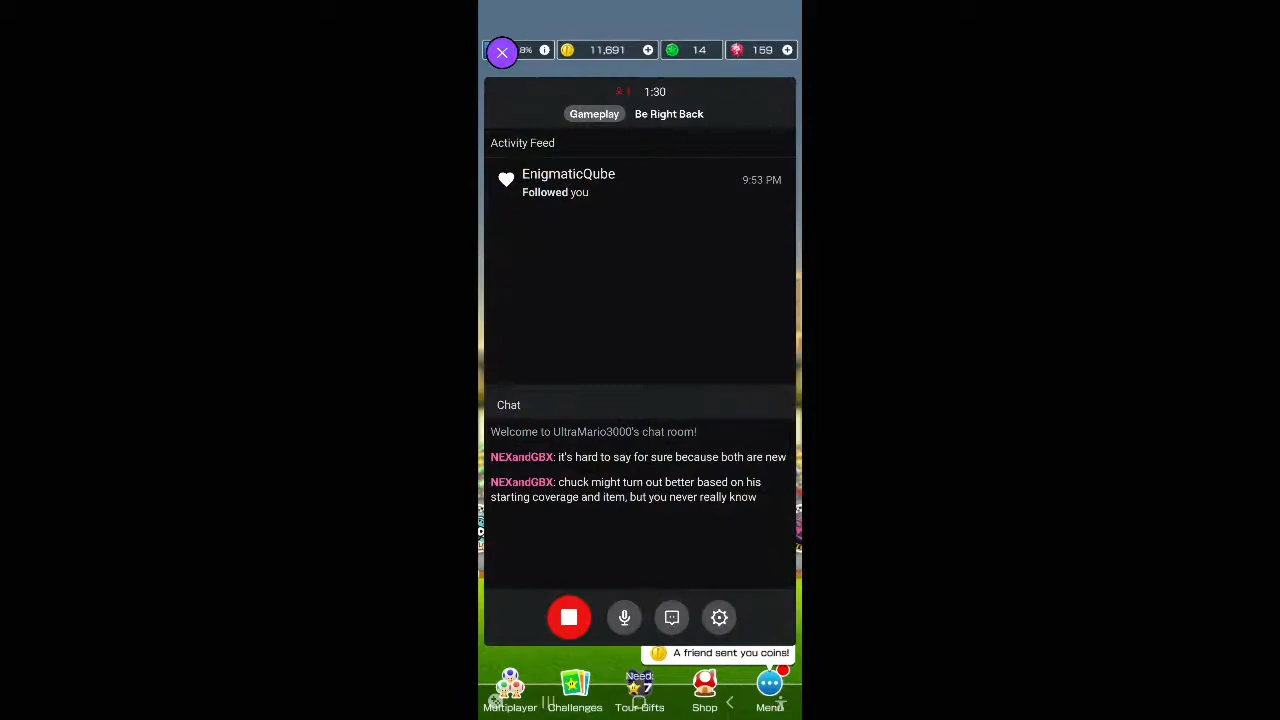 8% 11,691 14 159
1:30
Gameplay Be Right Back
Activity Feed
EnigmaticQube
9:53 PM
Followed you
Chat
Welcome to UltraMario3000's chat room!
NEXandGBX: it's hard to say for sure because both are new
NEXandGBX: chuck might turn out better based on his
starting coverage and item, but you never really know
A friend sent you coins!
Need:
7
Multiplayer Challenges Tour Gifts Shop Menu